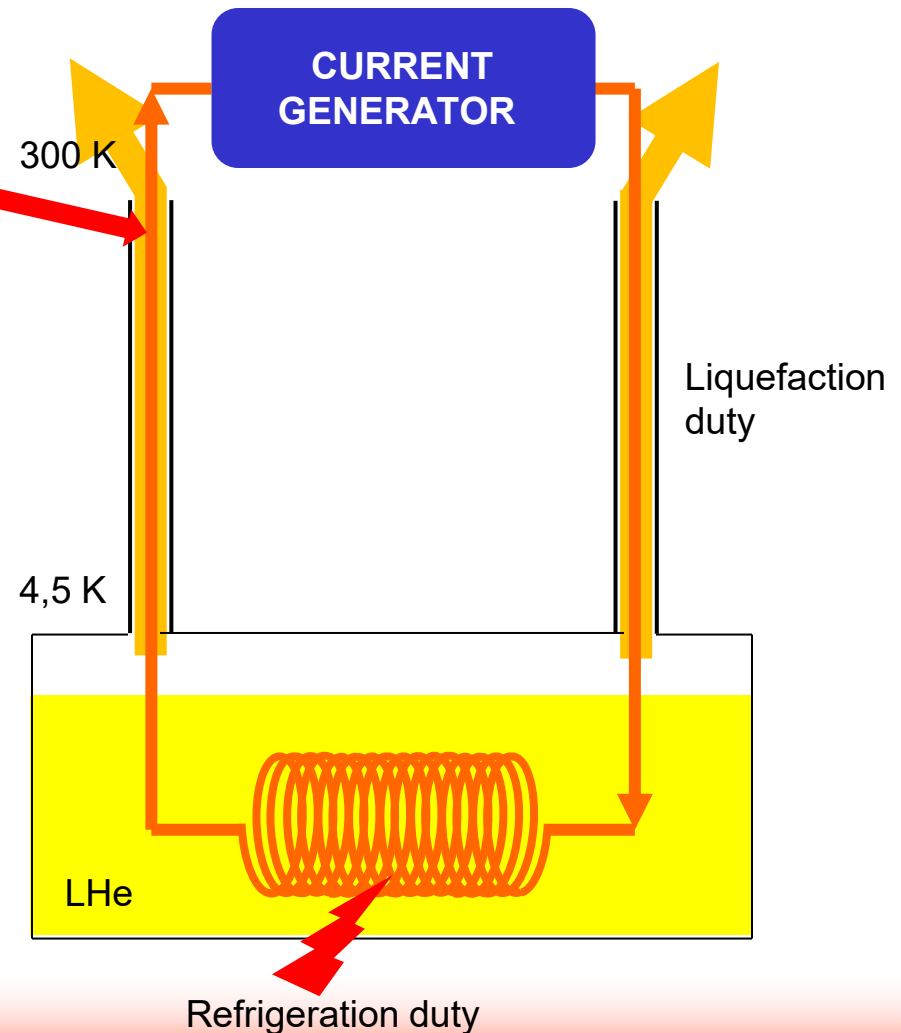 CURRENT
GENERATOR
300 K
Liquefaction
duty
4,5 K
LHe
Refrigeration duty